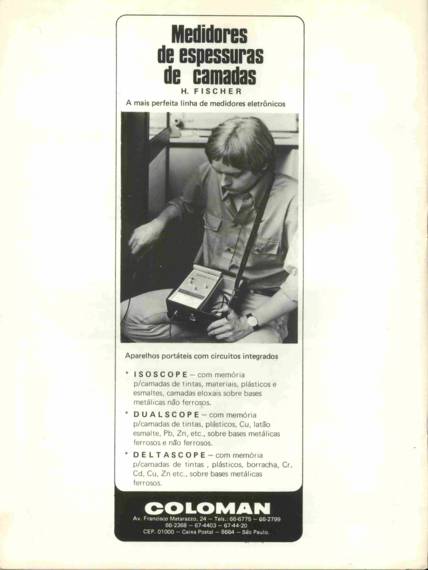 Medidores
de espessuras
de camadas
H. FISCHER
A mais perfeita linha de medidores eletrônicos
Aparelhos portáteis com circuitos integrados
* ISOSCOPE — com memória
p/camadas de tintas, materiais, plásticos e
esmaltes, camadas eloxais sobre bases
metálicas não ferrosos.
* DUALSCOPE — com memória
p/camadas de tintas, plásticos, Cu, latão
esmalte, Pb, Zn, etc., sobre bases metálicas
ferrosos e não ferrosos.
* DELTASCOPE — com memória
p/camadas de tintas , plásticos, borracha, Cr,
Cd, Cu, Zn etc., sobre bases metálicas
ferrosos.
COLOMAN
Av. Francisco Matarazzo, 24 — Tels.: 66-6775 — 66-2799
66-2368 — 67-4403 — 67-44-20
CEP. 01000 — Caixa Postal — 8684 — São Paulo.